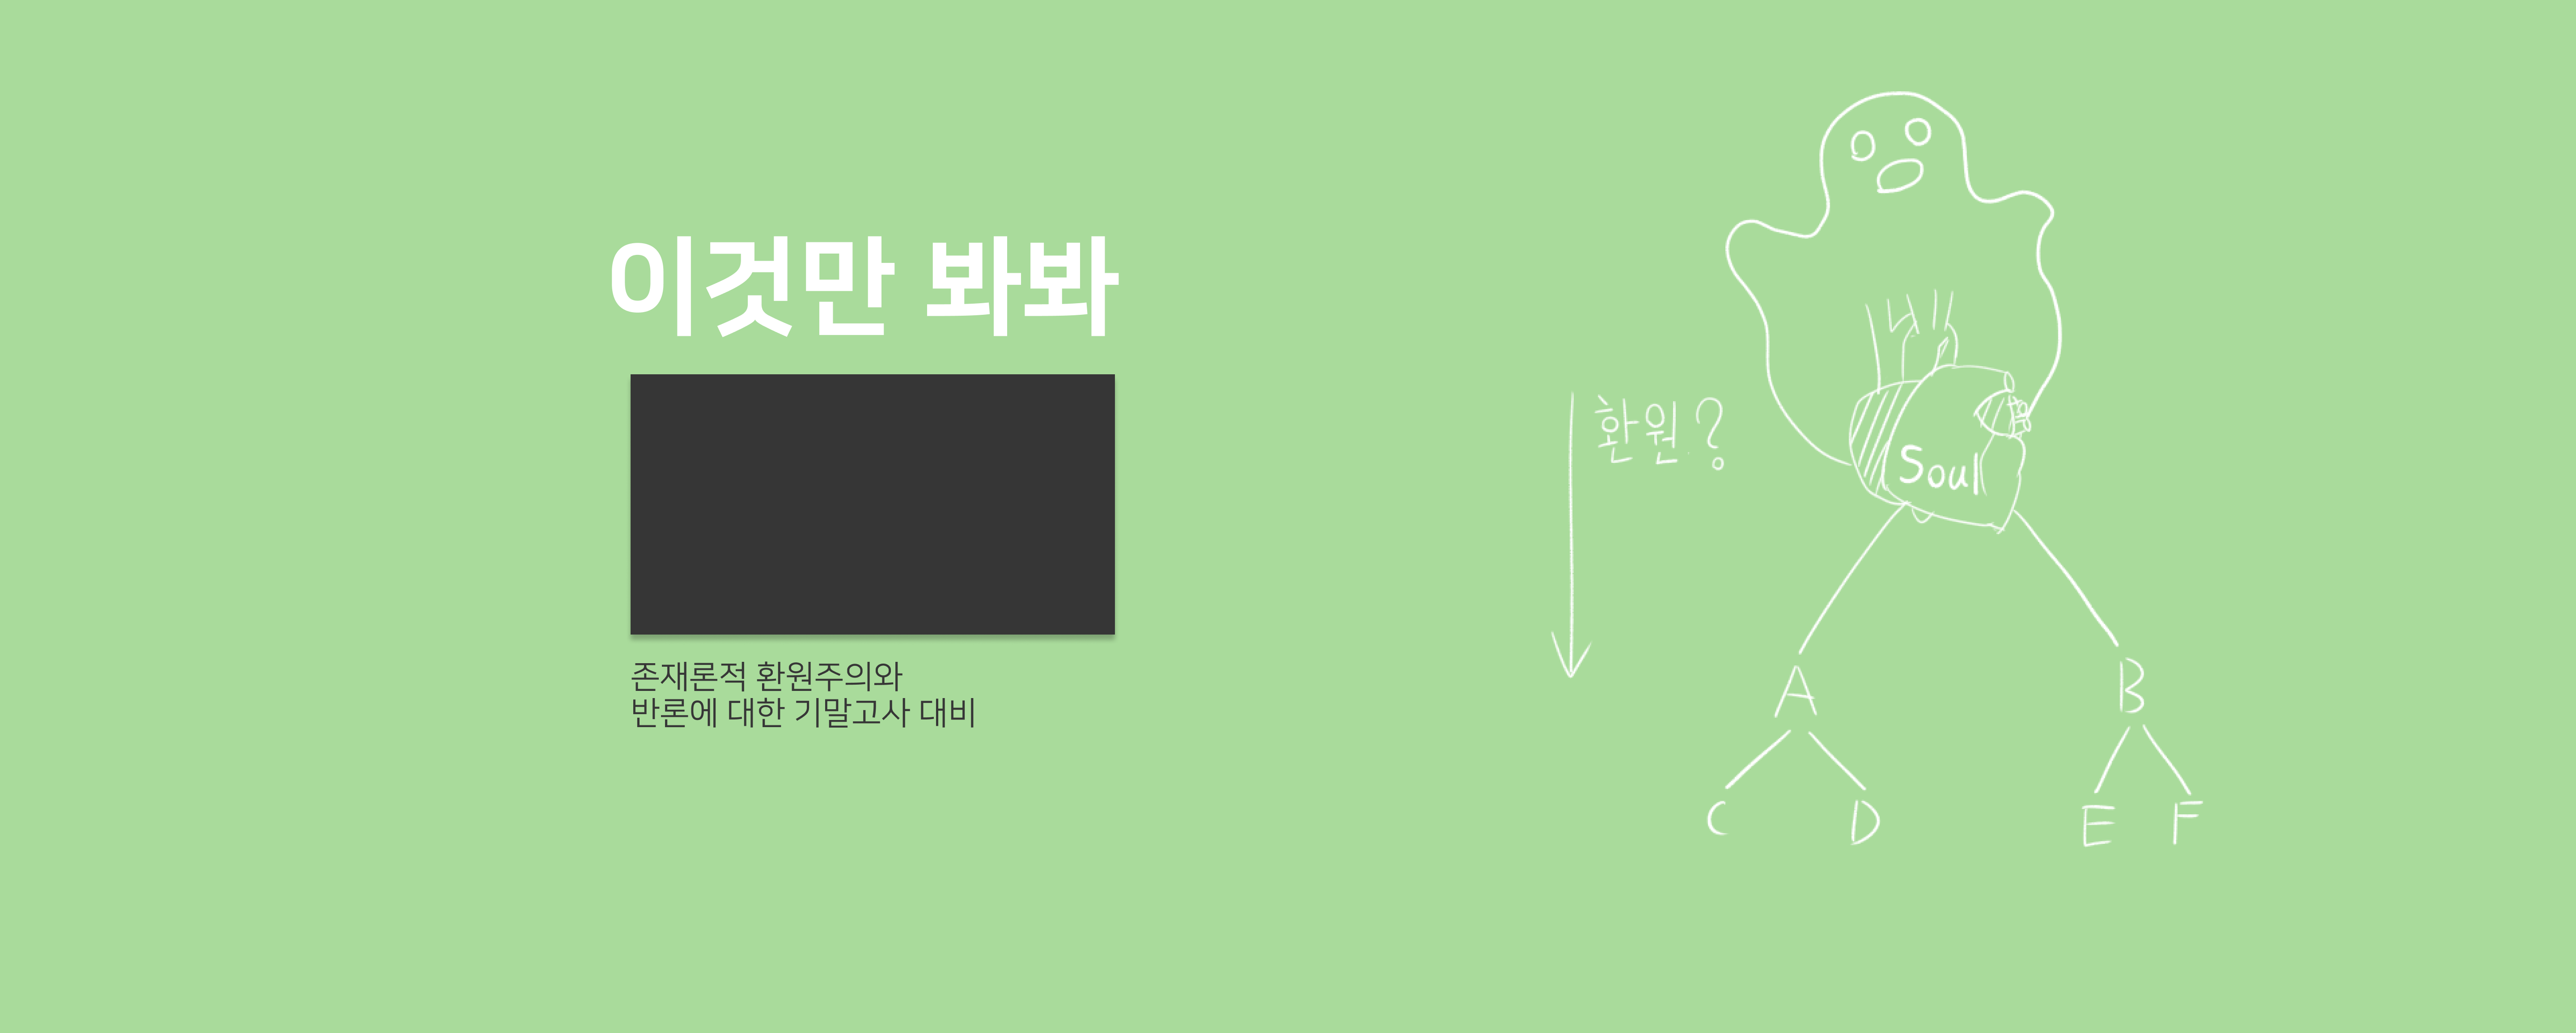 이것만 봐봐
존재론적 환원주의와
반론에 대한 기말고사 대비
환원?
Soul
A
B
C
D
E
F